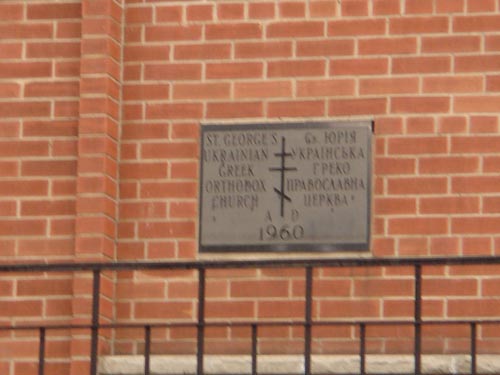 ST. GEORGE'S
UKRAINIAN
GREEK
ORTHODOX
CHURCH
Св. ЮРІЯ
УКРАЇНСЬКА
ГРЕКО
ПРАВОСЛАВНА
ЦЕРКВА
A D
1960